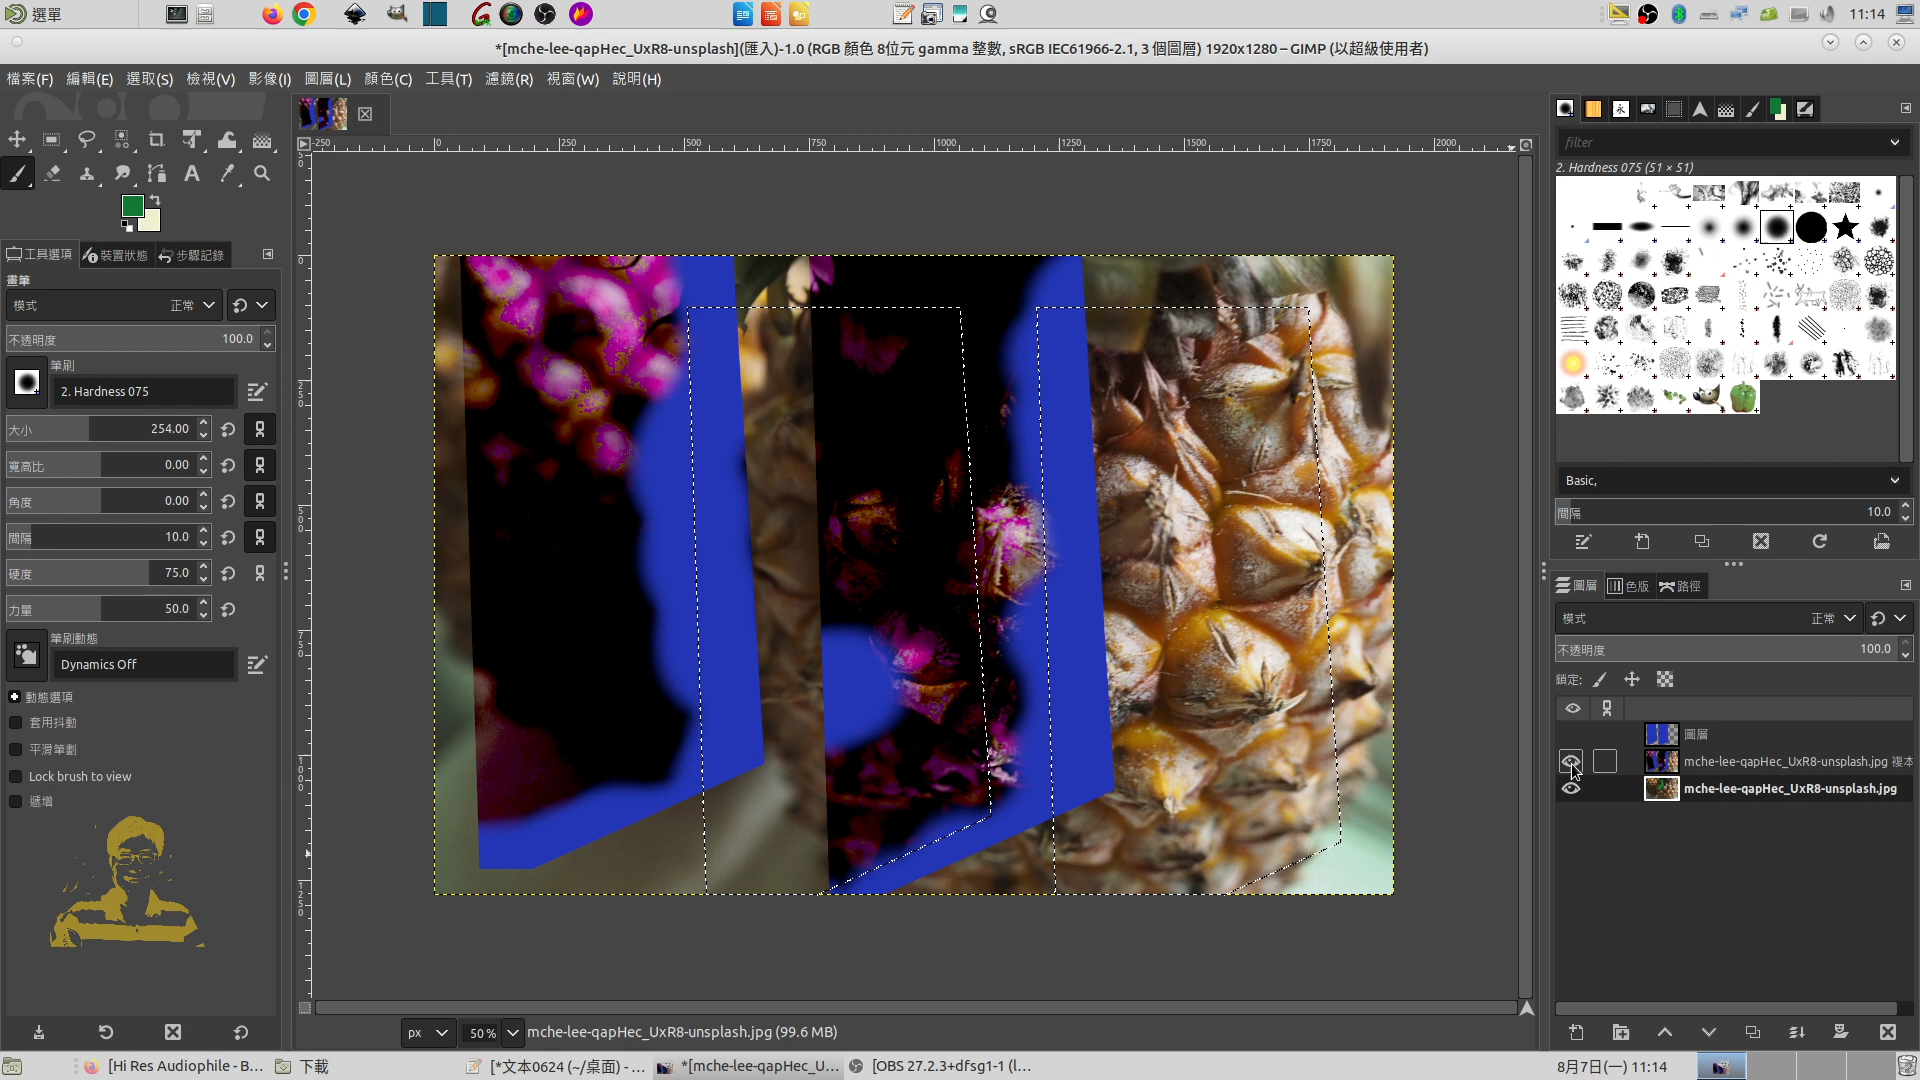 選單
11:14
*[mche-lee-qapHec_UxR8-unsplash](匯入)-1.0 (RGB 顏色 8位元 gamma 整數, sRGB IEC61966-2.1, 3 個圖層) 1920x1280 – GIMP (以超級使用者)
檔案(F) 編輯(E) 選取(S) 檢視(V) 影像(I) 圖層(L) 顏色(C) 工具(T) 濾鏡(R) 視窗(W) 說明(H)
-250 0 250 500 750 1000 1250 1500 1750 2000
工具選項 裝置狀態 步驟記錄
畫筆
模式 正常
不透明度 100.0
筆刷
2. Hardness 075
大小 254.00
寬高比 0.00
角度 0.00
間隔 10.0
硬度 75.0
力量 50.0
筆刷動態
Dynamics Off
動態選項
套用抖動
平滑筆劃
Lock brush to view
遞增
px 50 % mche-lee-qapHec_UxR8-unsplash.jpg (99.6 MB)
filter
2. Hardness 075 (51 × 51)
Basic,
間隔 10.0
圖層 色版 路徑
模式 正常
不透明度 100.0
鎖定:
圖層
mche-lee-qapHec_UxR8-unsplash.jpg 複本
mche-lee-qapHec_UxR8-unsplash.jpg
[Hi Res Audiophile - B... 下載 [*文本0624 (~/桌面) - ... *[mche-lee-qapHec_U... [OBS 27.2.3+dfsg1-1 (l... 8月7日(一) 11:14